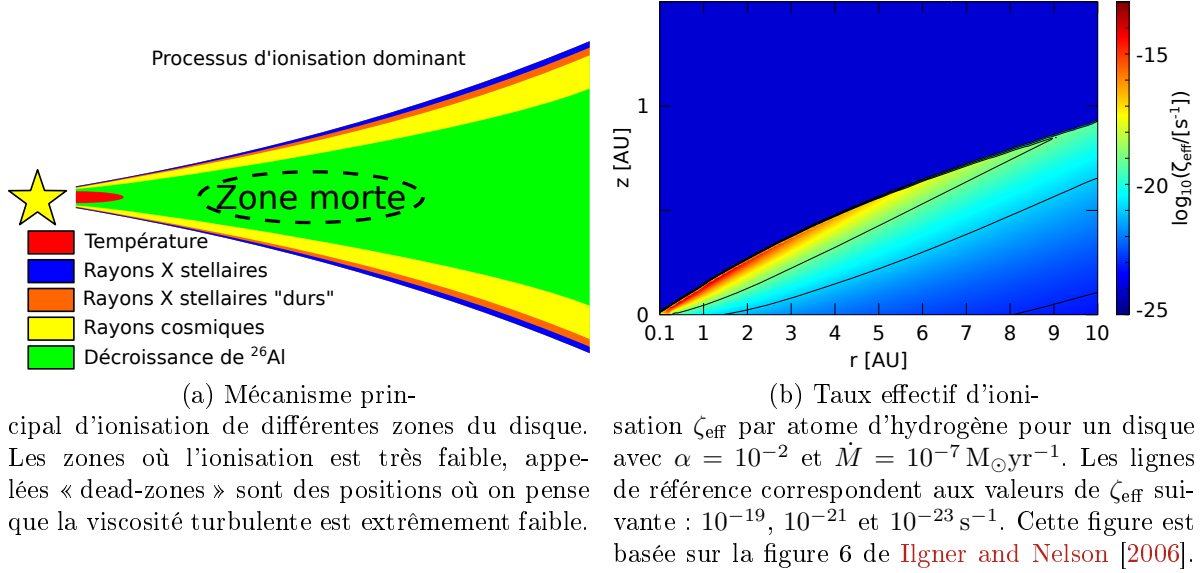 Processus d'ionisation dominant
Zone morte
Température
Rayons X stellaires
Rayons X stellaires "durs"
Rayons cosmiques
Décroissance de ²⁶Al
(a) Mécanisme prin-
cipal d'ionisation de différentes zones du disque.
Les zones où l'ionisation est très faible, appe-
lées « dead-zones » sont des positions où on pense
que la viscosité turbulente est extrêmement faible.
z [AU]
1
0
0.1 1 2 3 4 5 6 7 8 9 10
r [AU]
-15
-20
-25
log₁₀(ζeff/[s⁻¹])
(b) Taux effectif d'ioni-
sation ζeff par atome d'hydrogène pour un disque
avec α = 10⁻² et Ṁ = 10⁻⁷ M⊙yr⁻¹. Les lignes
de référence correspondent aux valeurs de ζeff sui-
vante : 10⁻¹⁹, 10⁻²¹ et 10⁻²³ s⁻¹. Cette figure est
basée sur la figure 6 de Ilgner and Nelson [2006].